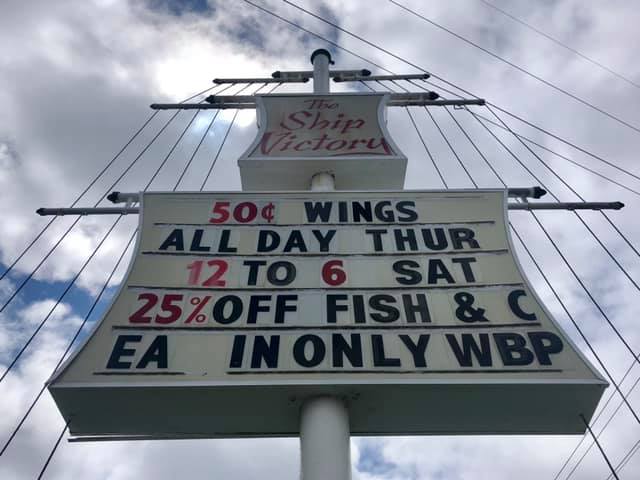 The
Ship
Victory
50¢ WINGS
ALL DAY THUR
12 TO 6 SAT
25% OFF FISH & C
EA IN ONLY WBP